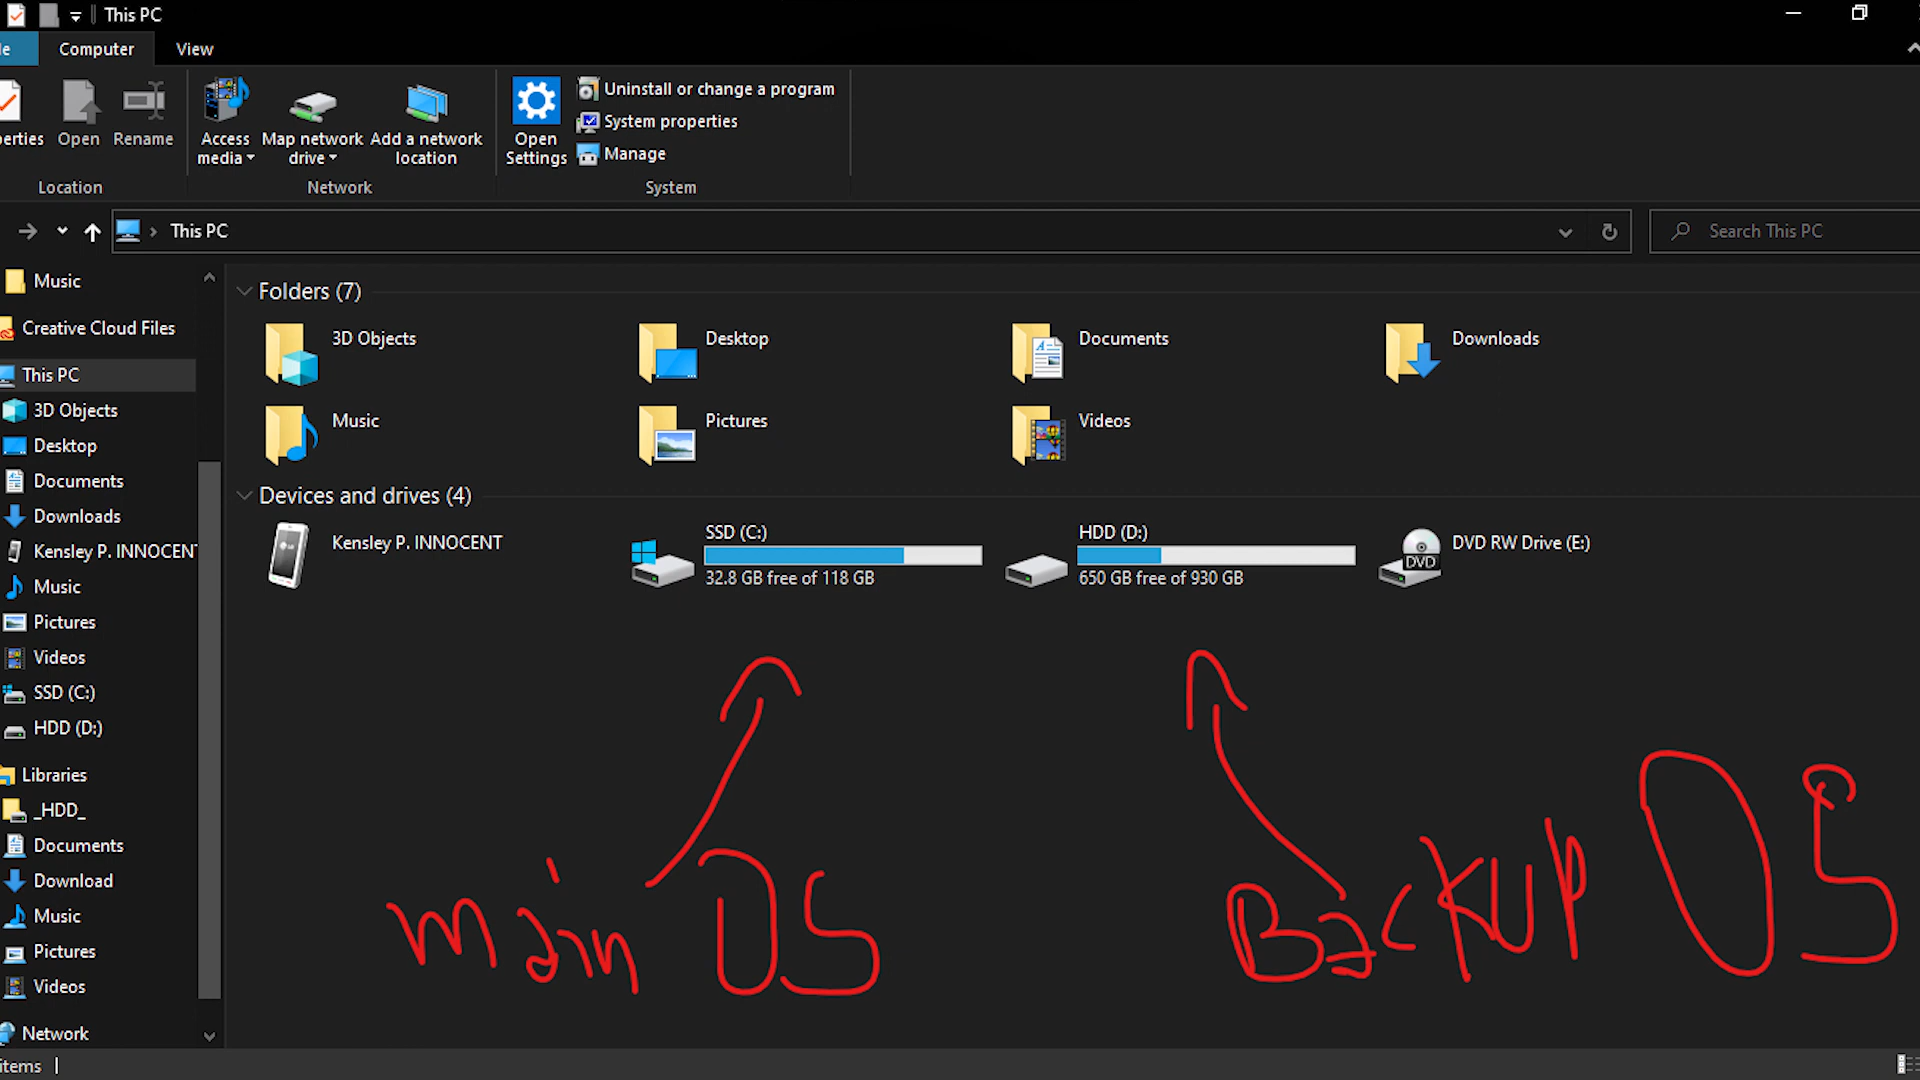 This PC
le Computer View
Uninstall or change a program
System properties
Manage
erties Open Rename Access media Map network drive Add a network location Open Settings
Location Network System
This PC
Search This PC
Music
Creative Cloud Files
This PC
3D Objects
Desktop
Documents
Downloads
Kensley P. INNOCENT
Music
Pictures
Videos
SSD (C:)
HDD (D:)
Libraries
_HDD_
Documents
Download
Music
Pictures
Videos
Network
Folders (7)
3D Objects Desktop Documents Downloads
Music Pictures Videos
Devices and drives (4)
Kensley P. INNOCENT
SSD (C:)
32.8 GB free of 118 GB
HDD (D:)
650 GB free of 930 GB
DVD RW Drive (E:)
DVD
main OS
Backup OS
items